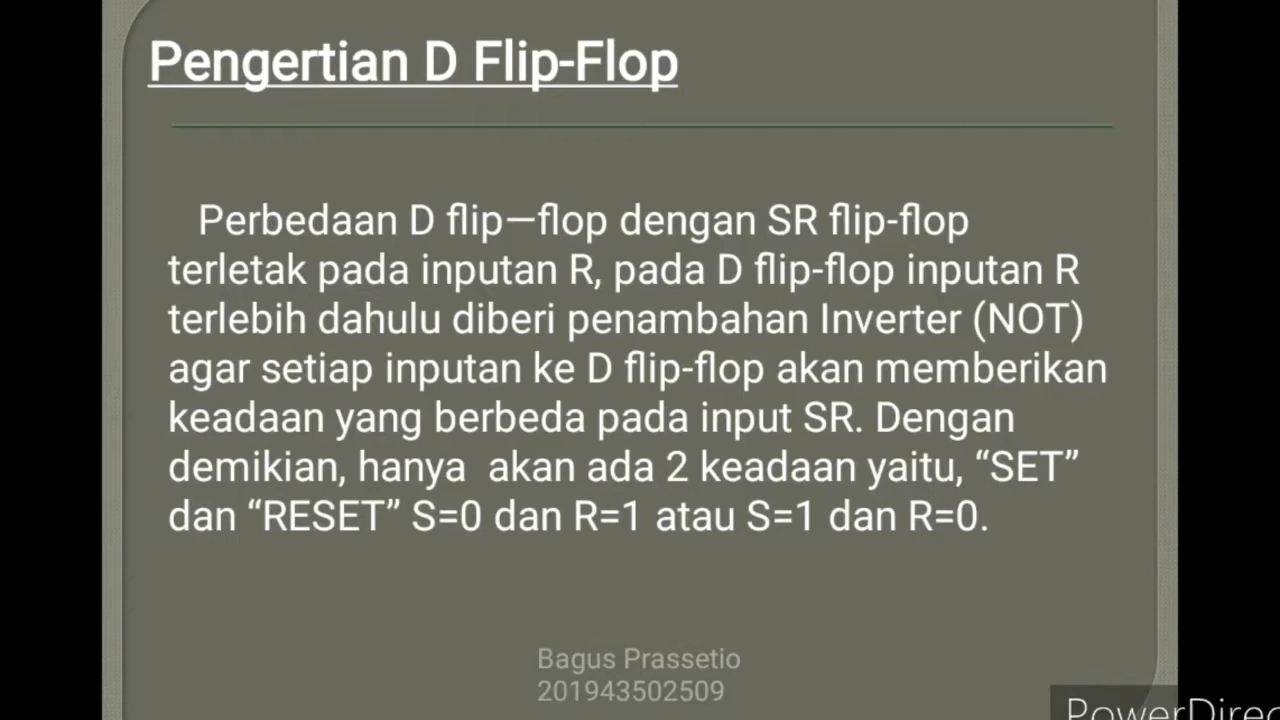 Pengertian D Flip-Flop
Perbedaan D flip—flop dengan SR flip-flop
terletak pada inputan R, pada D flip-flop inputan R
terlebih dahulu diberi penambahan Inverter (NOT)
agar setiap inputan ke D flip-flop akan memberikan
keadaan yang berbeda pada input SR. Dengan
demikian, hanya  akan ada 2 keadaan yaitu, “SET”
dan “RESET” S=0 dan R=1 atau S=1 dan R=0.
Bagus Prassetio
201943502509
PowerDirec